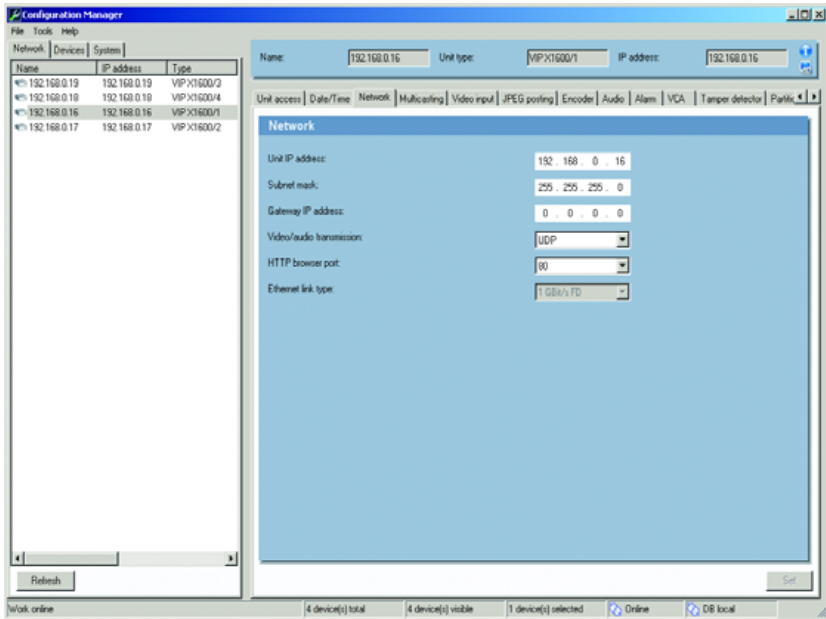 Configuration Manager
File Tools Help
Network Devices System
Name IP address Type
192.168.0.19 192.168.0.19 VIP X1600/3
192.168.0.18 192.168.0.18 VIP X1600/4
192.168.0.16 192.168.0.16 VIP X1600/1
192.168.0.17 192.168.0.17 VIP X1600/2
Refresh
Name: 192.168.0.16 Unit type: VIP X1600/1 IP address: 192.168.0.16
Unit access Date/Time Network Multicasting Video input JPEG posting Encoder Audio Alarm VCA Tamper detector Partitic
Network
Unit IP address: 192 . 168 . 0 . 16
Subnet mask: 255 . 255 . 255 . 0
Gateway IP address: 0 . 0 . 0 . 0
Video/audio transmission: UDP
HTTP browser port: 80
Ethernet link type: 1 GBit/s FD
Set
Work online 4 device(s) total 4 device(s) visible 1 device(s) selected Online DB local